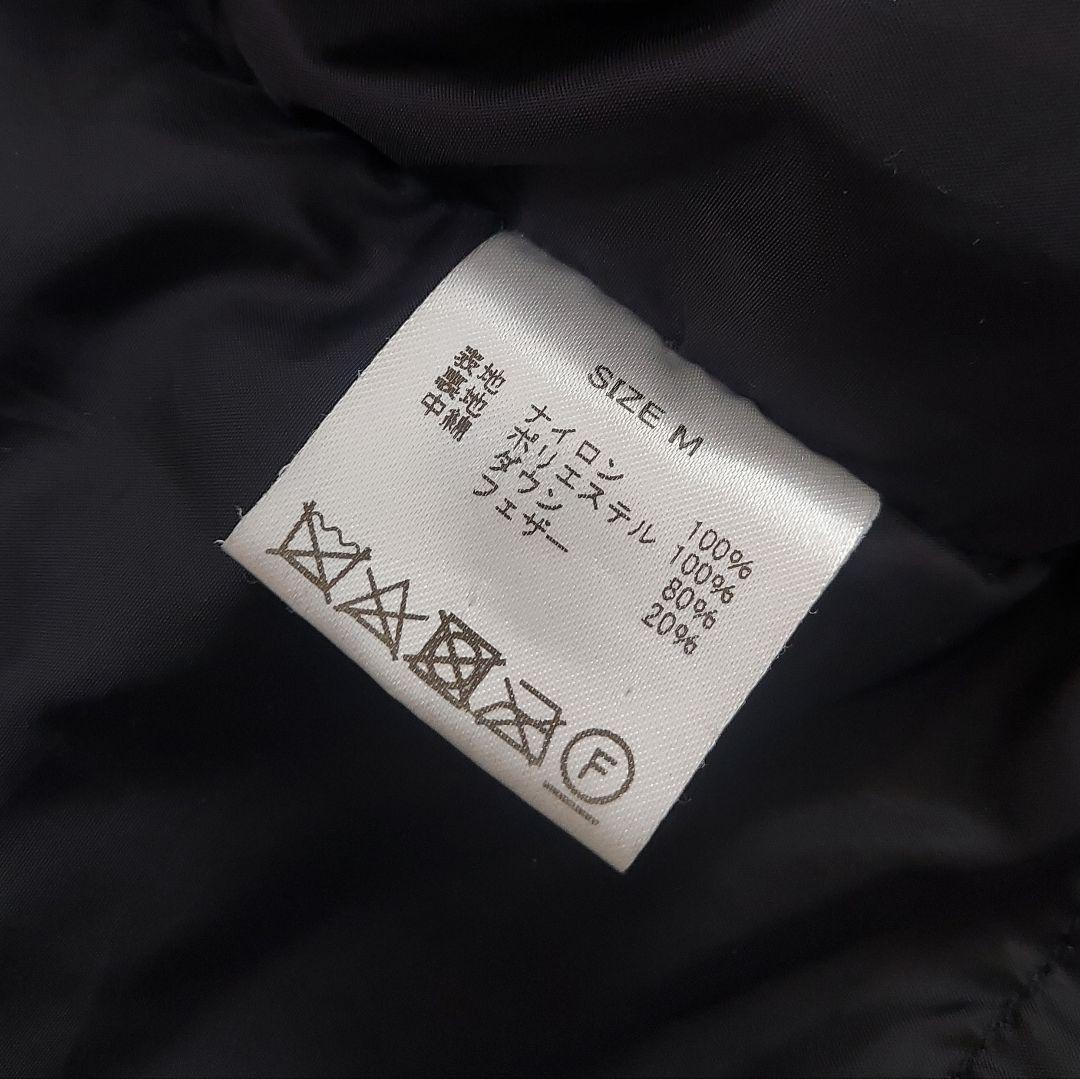 SIZE M
表地 ナイロン 100%
裏地 ポリエステル 100%
中綿 ダウン 80%
フェザー 20%
F